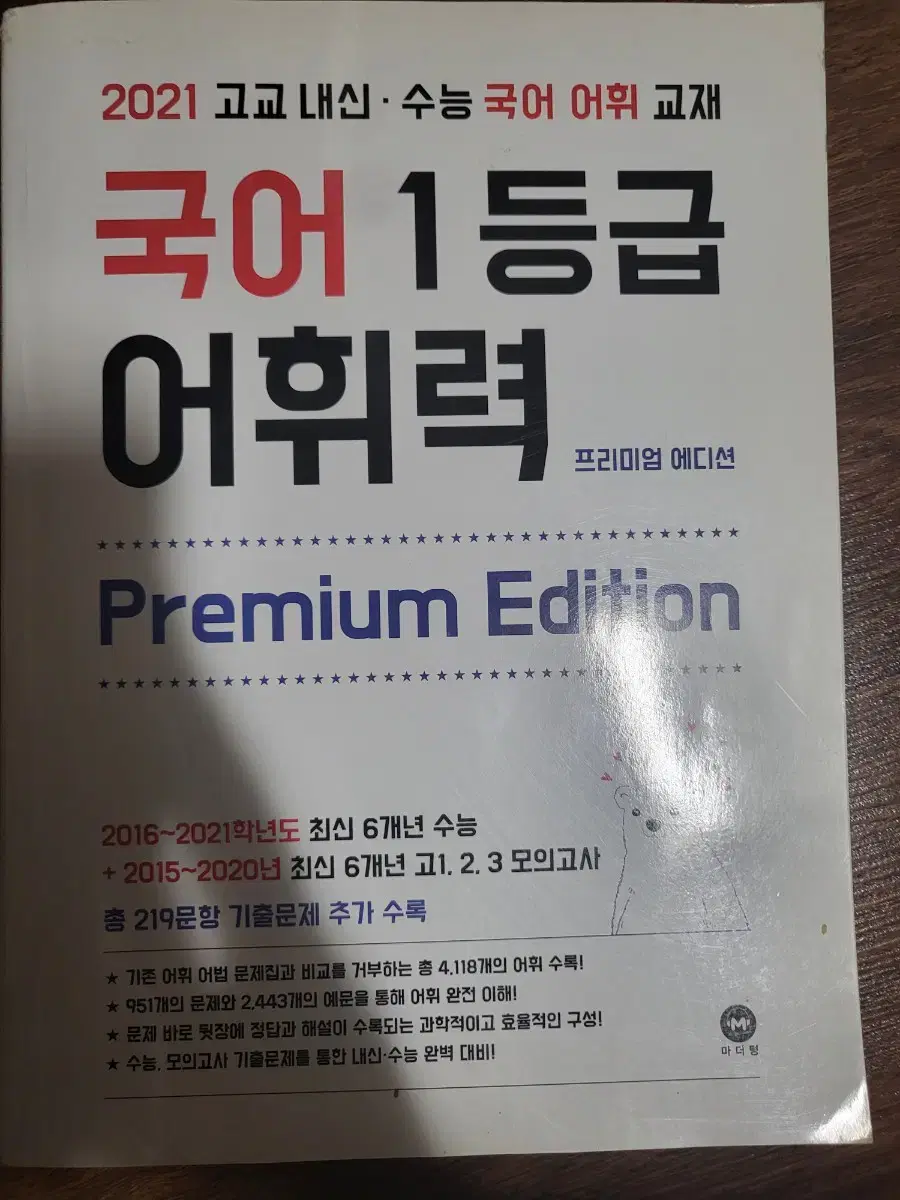 2021 고교 내신 · 수능 국어 어휘 교재
국어 1등급
어휘력
프리미엄 에디션
★★★★★★★★★★★★★★★★★★★★★★★★★★★★★★★★★★★★★
Premium Edition
★★★★★★★★★★★★★★★★★★★★★★★★★★★★★★★★★★★★★
2016~2021학년도 최신 6개년 수능
+ 2015~2020년 최신 6개년 고1, 2, 3 모의고사
총 219문항 기출문제 추가 수록
★ 기존 어휘 어법 문제집과 비교를 거부하는 총 4,118개의 어휘 수록!
★ 951개의 문제와 2,443개의 예문을 통해 어휘 완전 이해!
★ 문제 바로 뒷장에 정답과 해설이 수록되는 과학적이고 효율적인 구성!
★ 수능, 모의고사 기출문제를 통한 내신·수능 완벽 대비!
M
마더텅